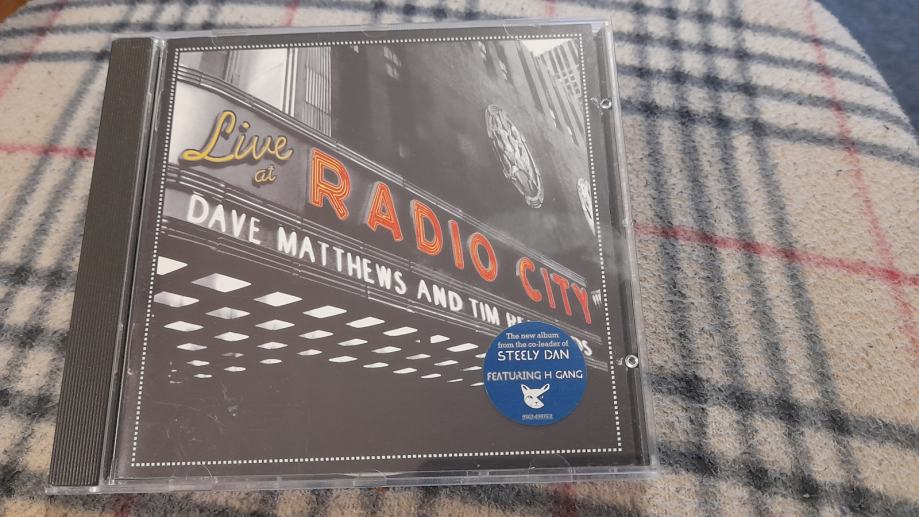 Live
at
RADIO CITY
DAVE MATTHEWS AND TIM
The new album
from the co-leader of
STEELY DAN
FEATURING H GANG